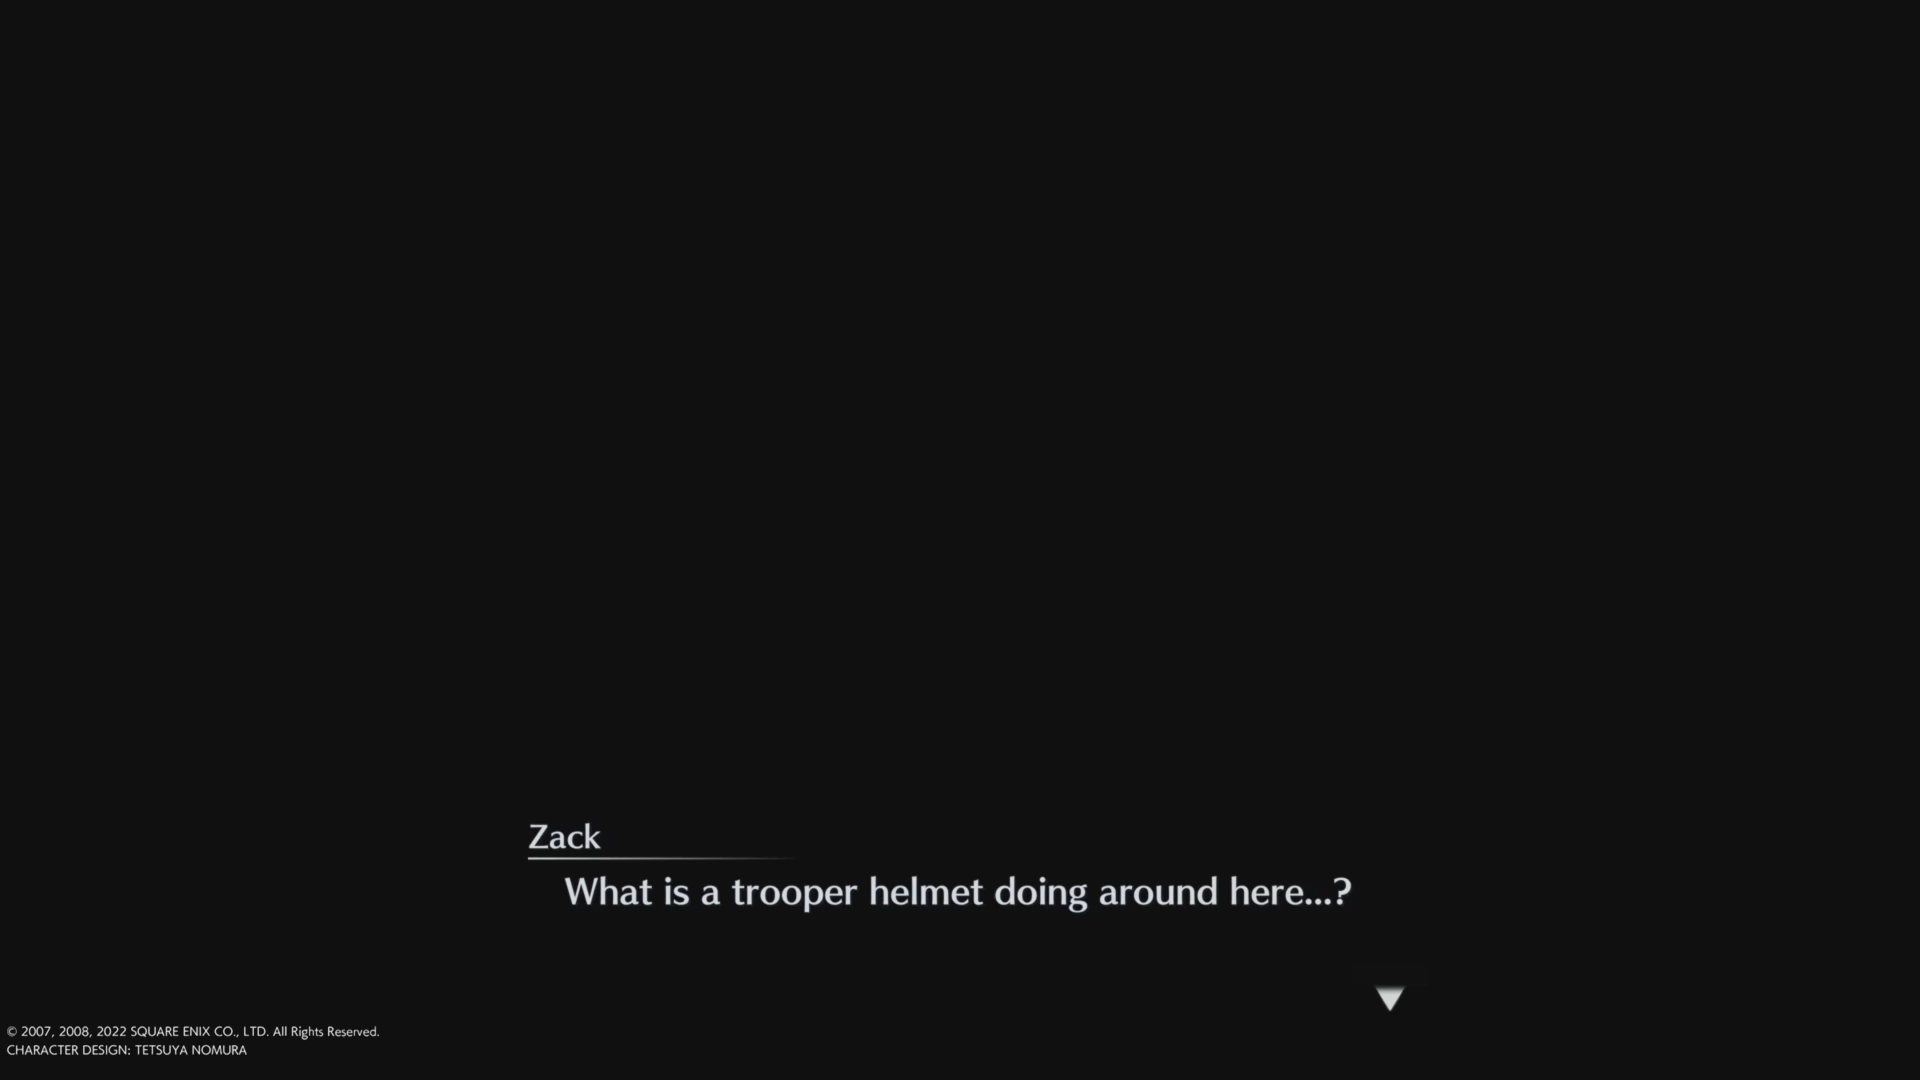 Zack
What is a trooper helmet doing around here...?
© 2007, 2008, 2022 SQUARE ENIX CO., LTD. All Rights Reserved.
CHARACTER DESIGN: TETSUYA NOMURA